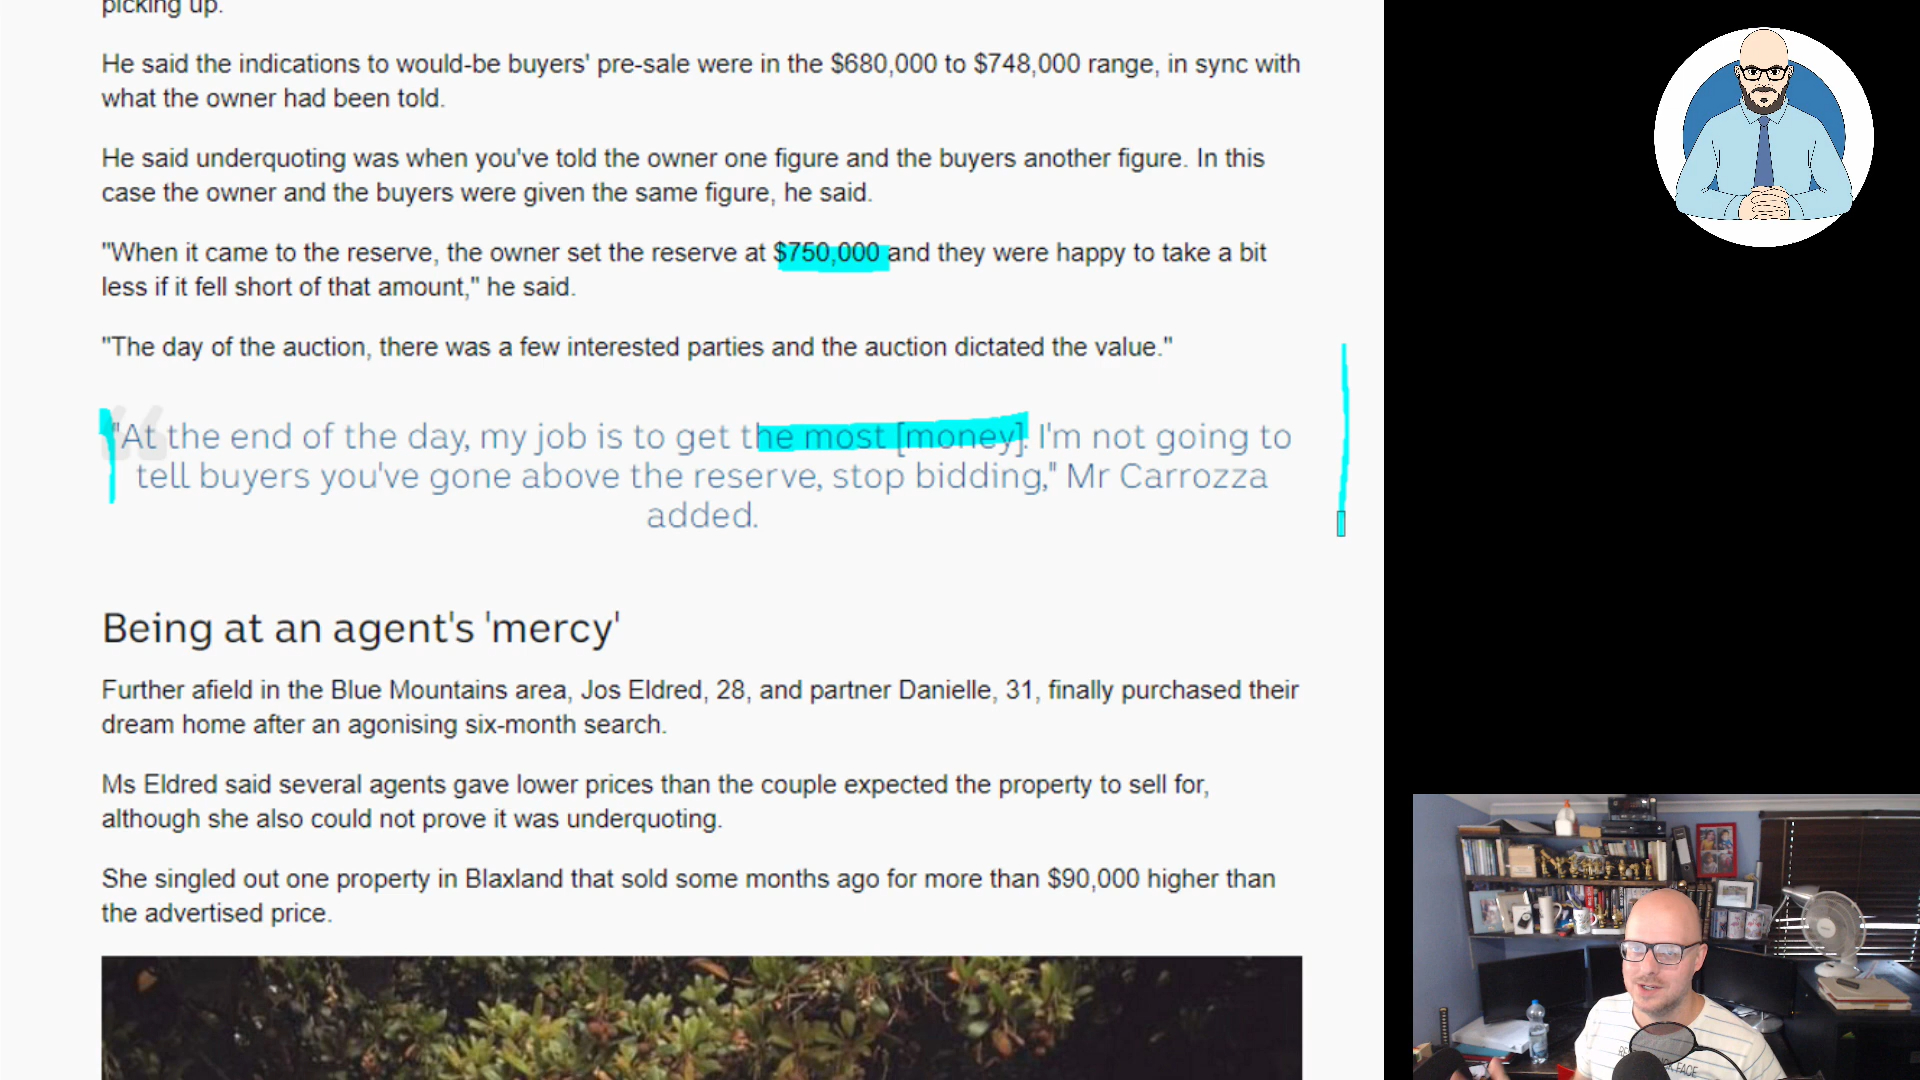 picking up.
He said the indications to would-be buyers' pre-sale were in the $680,000 to $748,000 range, in sync with
what the owner had been told.
He said underquoting was when you've told the owner one figure and the buyers another figure. In this
case the owner and the buyers were given the same figure, he said.
"When it came to the reserve, the owner set the reserve at $750,000 and they were happy to take a bit
less if it fell short of that amount," he said.
"The day of the auction, there was a few interested parties and the auction dictated the value."
"At the end of the day, my job is to get the most [money]. I'm not going to
tell buyers you've gone above the reserve, stop bidding," Mr Carrozza
added.
Being at an agent's 'mercy'
Further afield in the Blue Mountains area, Jos Eldred, 28, and partner Danielle, 31, finally purchased their
dream home after an agonising six-month search.
Ms Eldred said several agents gave lower prices than the couple expected the property to sell for,
although she also could not prove it was underquoting.
She singled out one property in Blaxland that sold some months ago for more than $90,000 higher than
the advertised price.
FACE